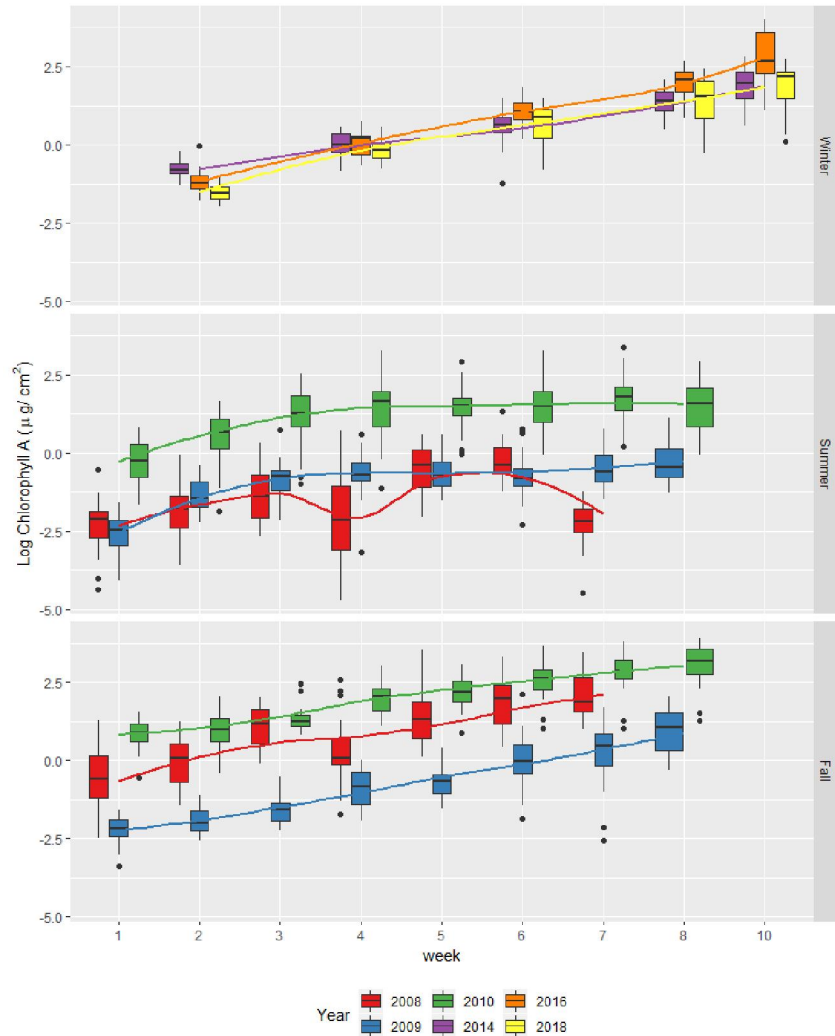 2.5
0.0
-2.5
-5.0
Winter
2.5
0.0
-2.5
-5.0
Summer
Log Chlorophyll A (μg/ cm²)
2.5
0.0
-2.5
-5.0
Fall
1 2 3 4 5 6 7 8 10
week
Year 2008 2010 2016
2009 2014 2018